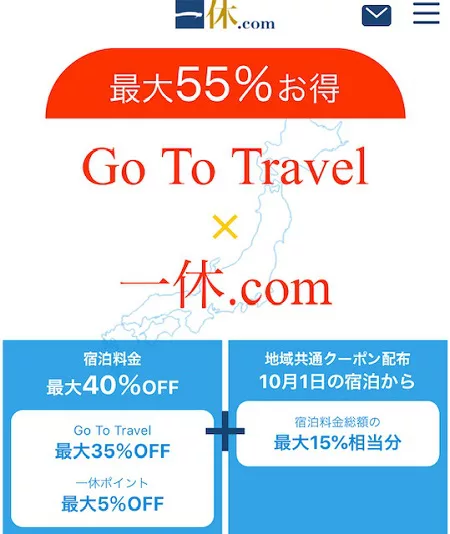 一休.com
最大55%お得
Go To Travel
×
一休.com
宿泊料金
最大40%OFF
Go To Travel
最大35%OFF
一休ポイント
最大5%OFF
+
地域共通クーポン配布
10月1日の宿泊から
宿泊料金総額の
最大15%相当分